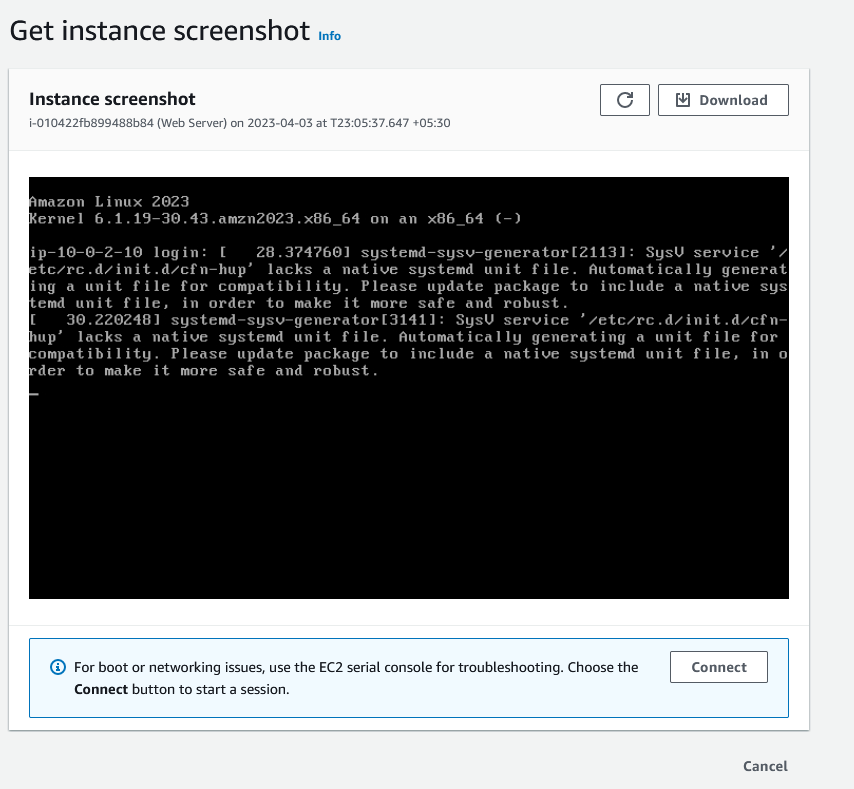 Get instance screenshot Info
Instance screenshot
i-010422fb899488b84 (Web Server) on 2023-04-03 at T23:05:37.647 +05:30
Download
Amazon Linux 2023
Kernel 6.1.19-30.43.amzn2023.x86_64 on an x86_64 (-)
ip-10-0-2-10 login: [   28.374760] systemd-sysv-generator[2113]: SysV service '/
etc/rc.d/init.d/cfn-hup' lacks a native systemd unit file. Automatically generat
ing a unit file for compatibility. Please update package to include a native sys
temd unit file, in order to make it more safe and robust.
[   30.220248] systemd-sysv-generator[3141]: SysV service '/etc/rc.d/init.d/cfn-
hup' lacks a native systemd unit file. Automatically generating a unit file for
compatibility. Please update package to include a native systemd unit file, in o
rder to make it more safe and robust.
For boot or networking issues, use the EC2 serial console for troubleshooting. Choose the
Connect button to start a session.
Connect
Cancel